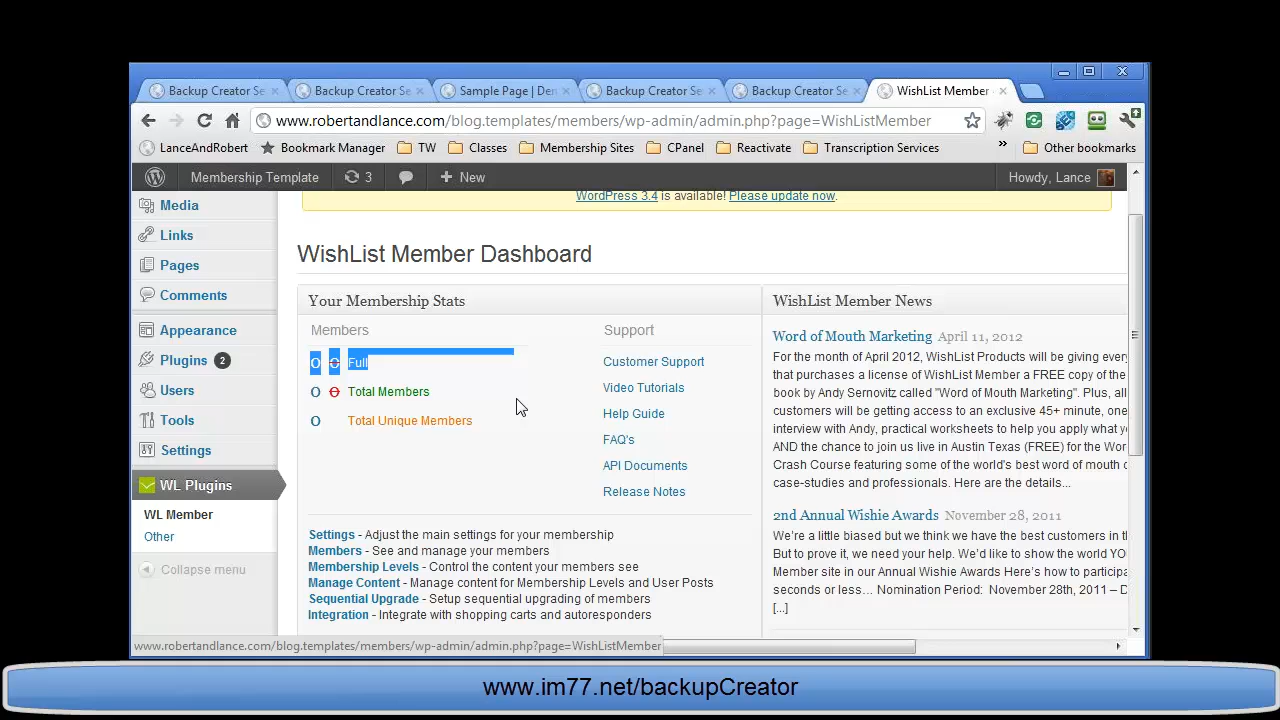 Backup Creator Se
Backup Creator Se
Sample Page | Den
Backup Creator Se
Backup Creator Se
WishList Member
www.robertandlance.com/blog.templates/members/wp-admin/admin.php?page=WishListMember
LanceAndRobert
Bookmark Manager
TW
Classes
Membership Sites
CPanel
Reactivate
Transcription Services
»
Other bookmarks
Membership Template
3
+ New
Howdy, Lance
Media
Links
Pages
Comments
Appearance
Plugins 2
Users
Tools
Settings
WL Plugins
WL Member
Other
Collapse menu
WordPress 3.4 is available! Please update now.
WishList Member Dashboard
Your Membership Stats
Members
0 0 Full
0 0 Total Members
0 Total Unique Members
Support
Customer Support
Video Tutorials
Help Guide
FAQ's
API Documents
Release Notes
Settings - Adjust the main settings for your membership
Members - See and manage your members
Membership Levels - Control the content your members see
Manage Content - Manage content for Membership Levels and User Posts
Sequential Upgrade - Setup sequential upgrading of members
Integration - Integrate with shopping carts and autoresponders
WishList Member News
Word of Mouth Marketing April 11, 2012
For the month of April 2012, WishList Products will be giving every
that purchases a license of WishList Member a FREE copy of the
book by Andy Sernovitz called "Word of Mouth Marketing". Plus, all
customers will be getting access to an exclusive 45+ minute, one
interview with Andy, practical worksheets to help you apply what y
AND the chance to join us live in Austin Texas (FREE) for the Wor
Crash Course featuring some of the world's best word of mouth
case-studies and professionals. Here are the details...
2nd Annual Wishie Awards November 28, 2011
We're a little biased but we think we have the best customers in t
But to prove it, we need your help. We'd like to show the world YO
Member site in our Annual Wishie Awards Here's how to participa
seconds or less… Nomination Period: November 28th, 2011 – D
[...]
www.robertandlance.com/blog.templates/members/wp-admin/admin.php?page=WishListMember
www.im77.net/backupCreator